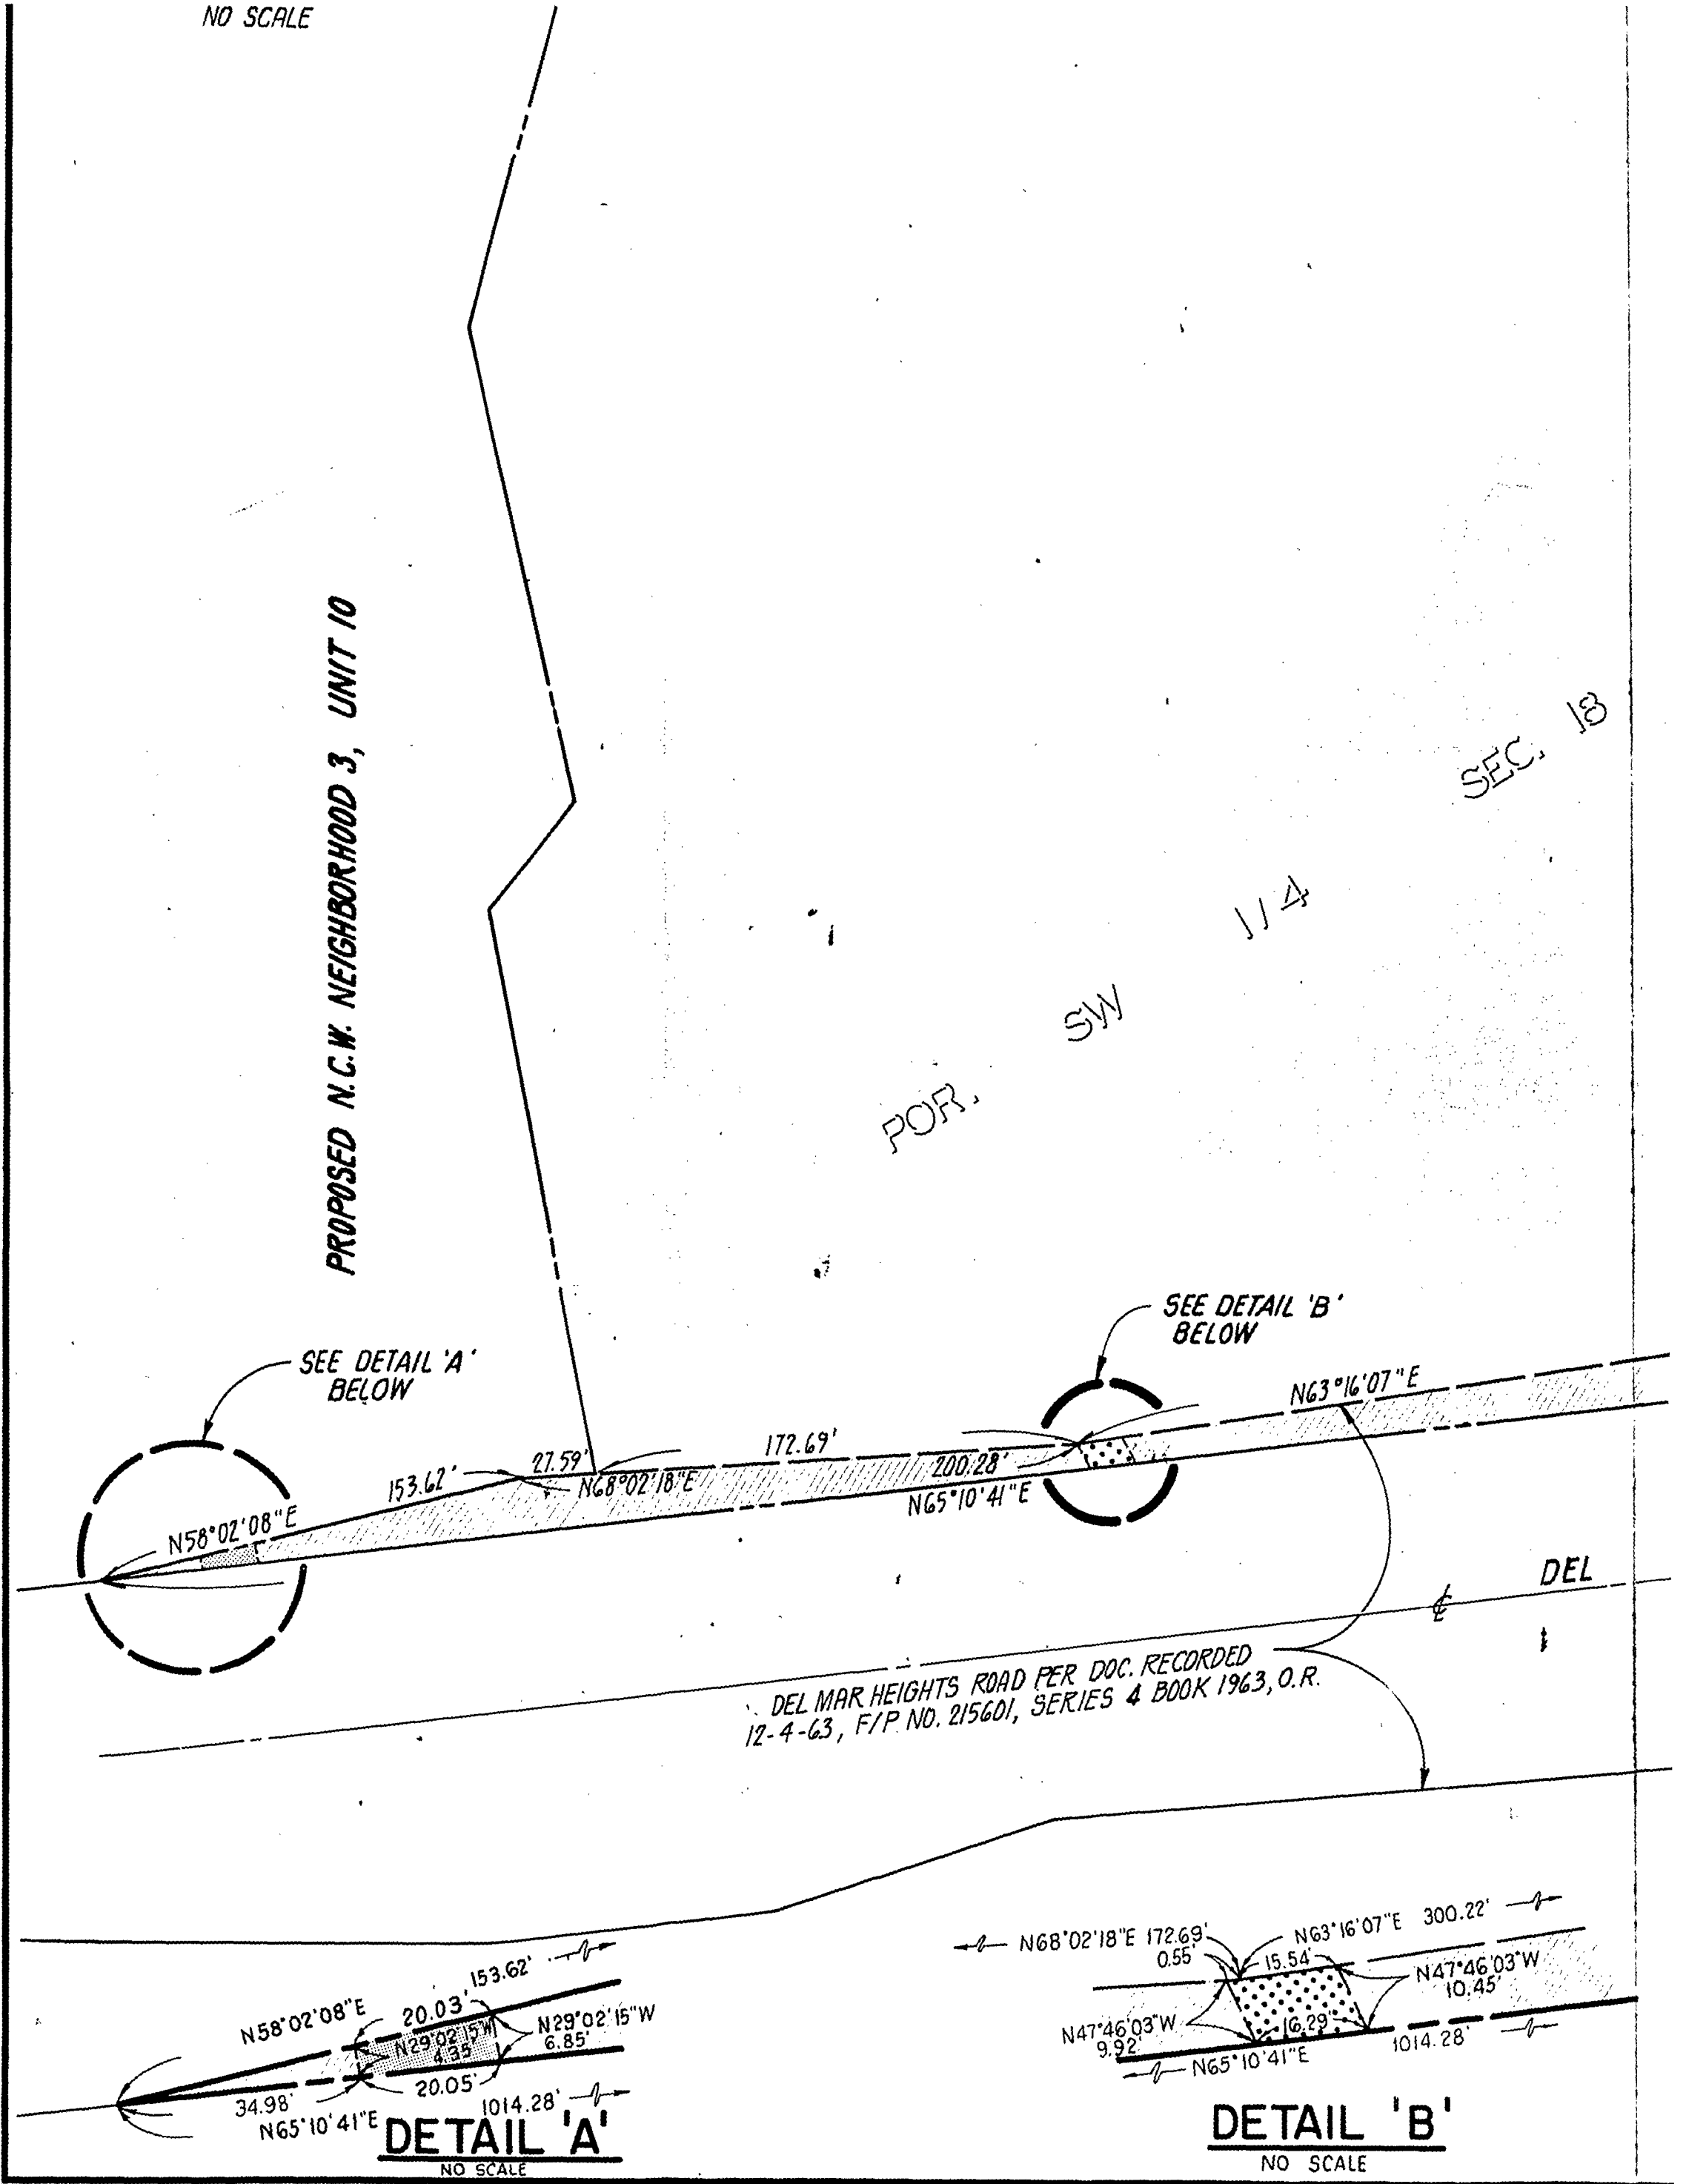 NO SCALE
PROPOSED N.C.W. NEIGHBORHOOD 3, UNIT 10
POR. SW 1/4 SEC. 18
SEE DETAIL 'A'
BELOW
SEE DETAIL 'B'
BELOW
N63°16'07"E
172.69'
27.59'
153.62'
200.28'
N68°02'18"E
N65°10'41"E
N58°02'08"E
DEL
℄
DEL MAR HEIGHTS ROAD PER DOC. RECORDED
12-4-63, F/P. NO. 215601, SERIES 4 BOOK 1963, O.R.
153.62'
N58°02'08"E
20.03'
N29°02'15"W
4.35'
N29°02'15"W
6.85'
20.05'
34.98'
1014.28'
N65°10'41"E
DETAIL 'A'
NO SCALE
N68°02'18"E 172.69'
0.55'
N63°16'07"E 300.22'
15.54'
N47°46'03"W
10.45'
N47°46'03"W
9.92'
16.29'
1014.28'
N65°10'41"E
DETAIL 'B'
NO SCALE